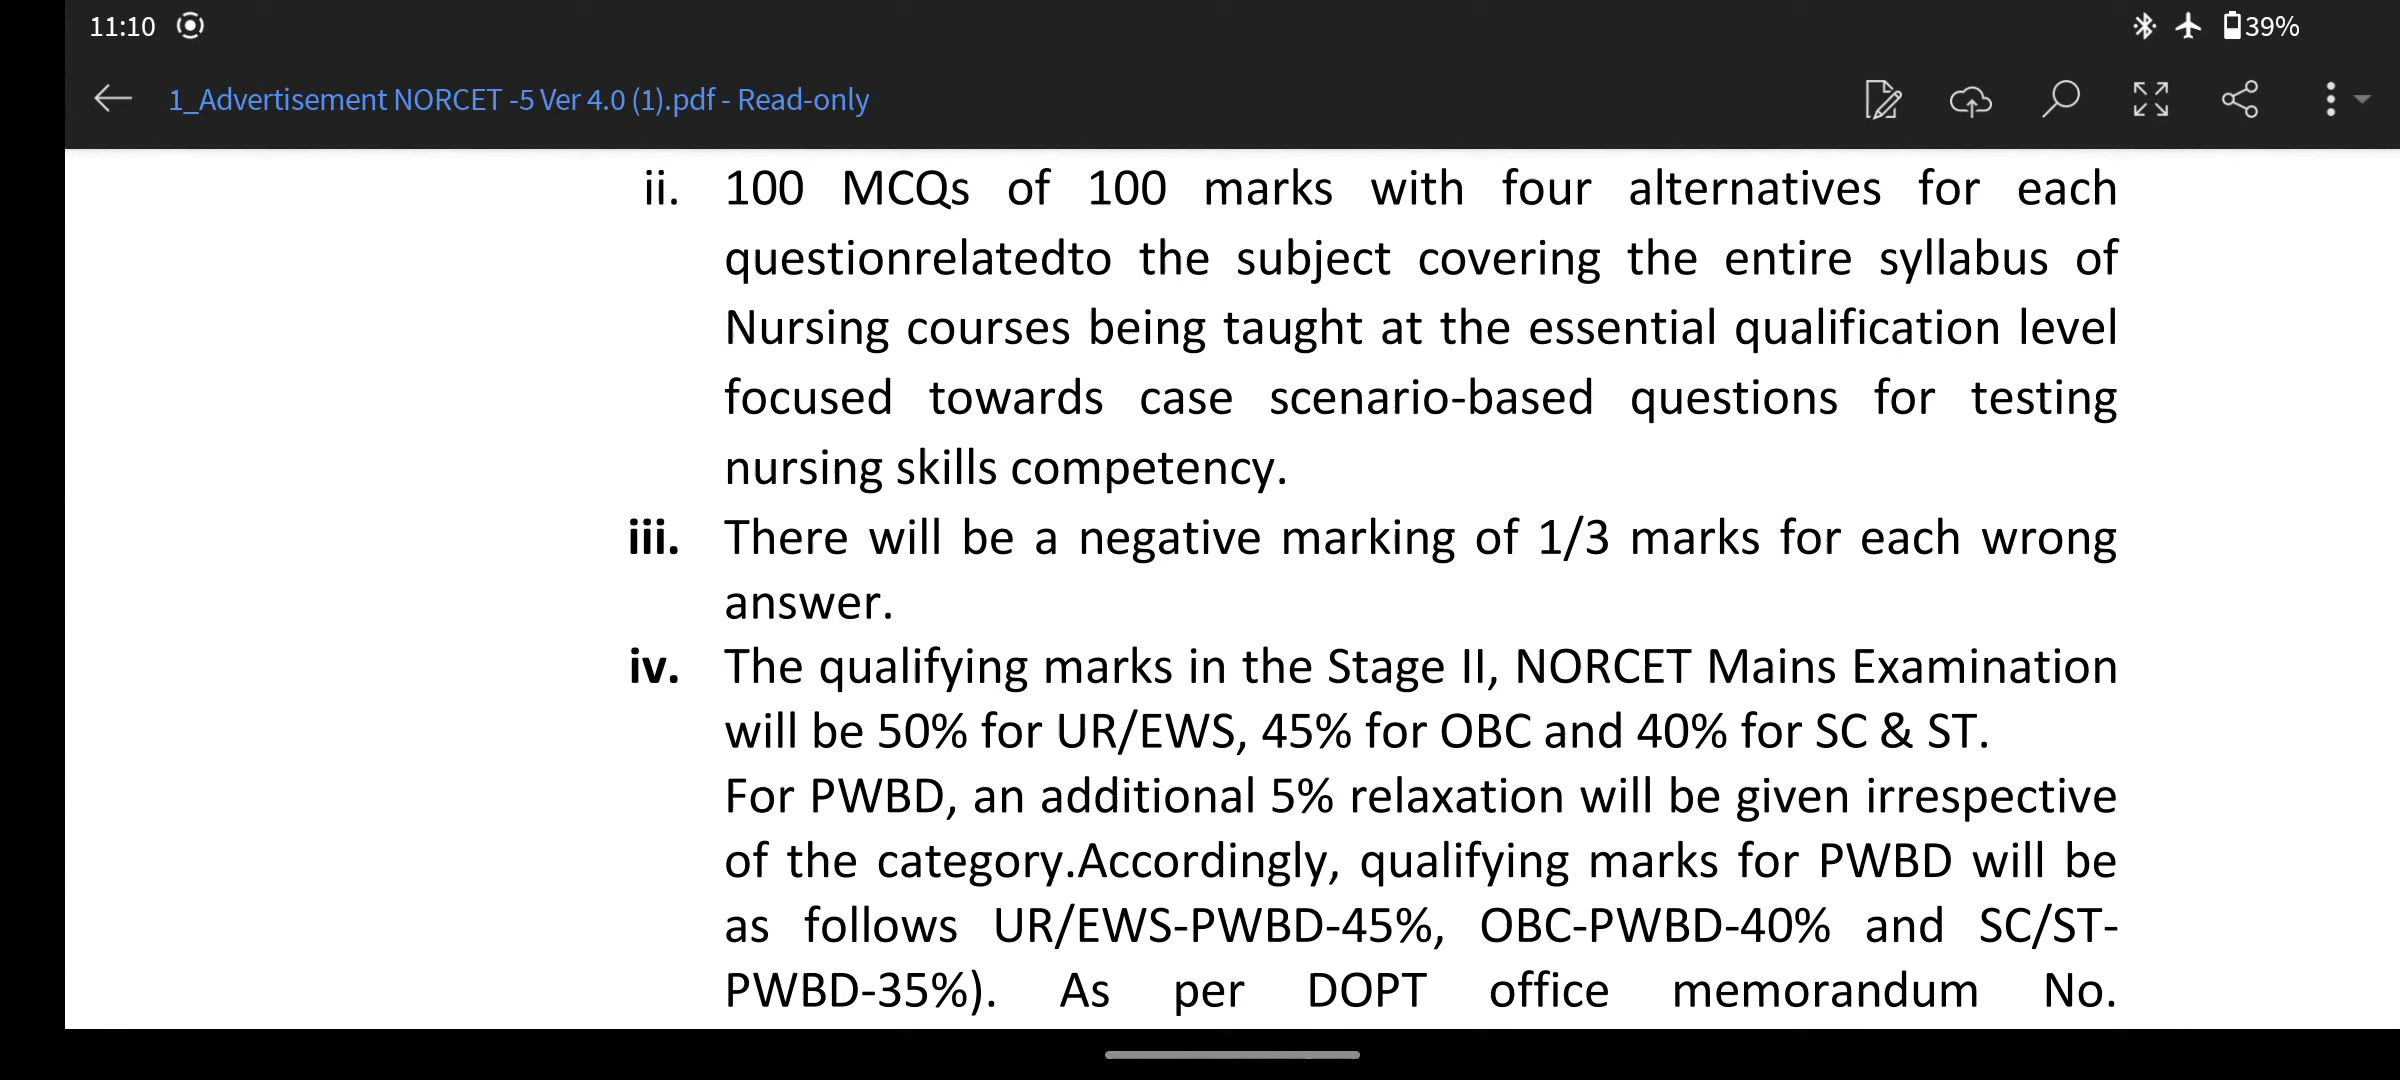 11:10
39%
1_Advertisement NORCET -5 Ver 4.0 (1).pdf - Read-only
ii. 100 MCQs of 100 marks with four alternatives for each
questionrelatedto the subject covering the entire syllabus of
Nursing courses being taught at the essential qualification level
focused towards case scenario-based questions for testing
nursing skills competency.
iii. There will be a negative marking of 1/3 marks for each wrong
answer.
iv. The qualifying marks in the Stage II, NORCET Mains Examination
will be 50% for UR/EWS, 45% for OBC and 40% for SC & ST.
For PWBD, an additional 5% relaxation will be given irrespective
of the category.Accordingly, qualifying marks for PWBD will be
as follows UR/EWS-PWBD-45%, OBC-PWBD-40% and SC/ST-
PWBD-35%). As per DOPT office memorandum No.